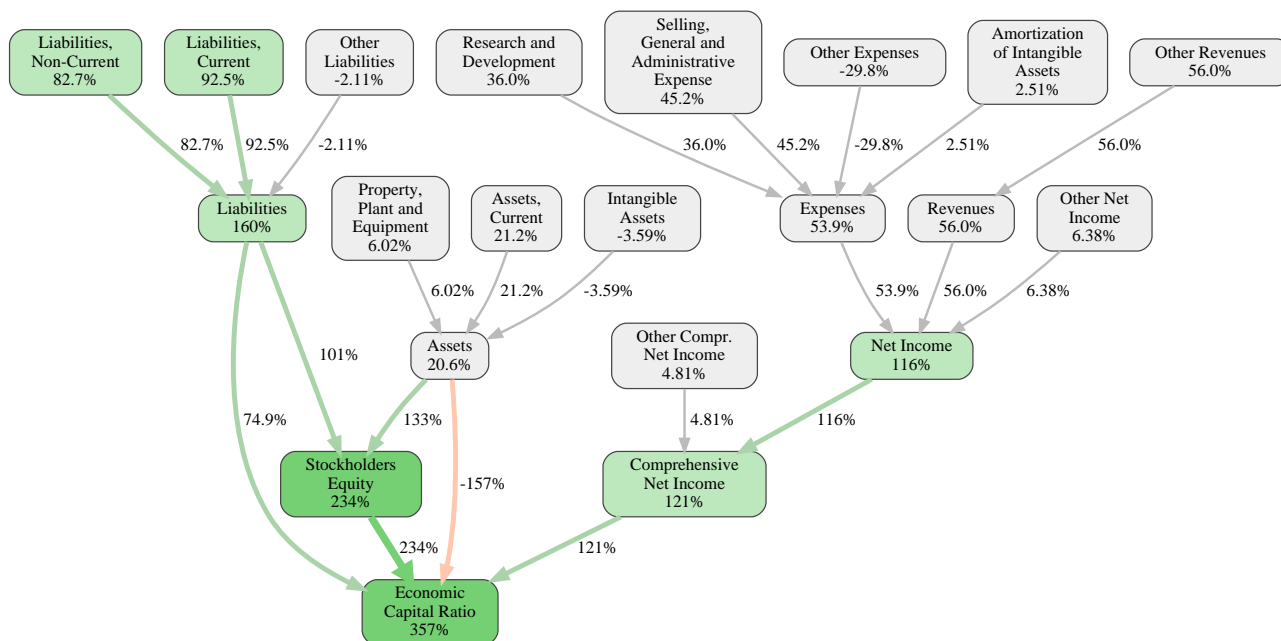 Liabilities,
Non-Current
82.7%
Liabilities,
Current
92.5%
Other
Liabilities
-2.11%
Research and
Development
36.0%
Selling,
General and
Administrative
Expense
45.2%
Other Expenses
-29.8%
Amortization
of Intangible
Assets
2.51%
Other Revenues
56.0%
82.7%
92.5%
-2.11%
36.0%
45.2%
-29.8%
2.51%
56.0%
Liabilities
160%
Property,
Plant and
Equipment
6.02%
Assets,
Current
21.2%
Intangible
Assets
-3.59%
Expenses
53.9%
Revenues
56.0%
Other Net
Income
6.38%
6.02%
21.2%
-3.59%
53.9%
56.0%
6.38%
101%
Assets
20.6%
Other Compr.
Net Income
4.81%
Net Income
116%
74.9%
133%
4.81%
116%
Stockholders
Equity
234%
-157%
Comprehensive
Net Income
121%
234%
121%
Economic
Capital Ratio
357%